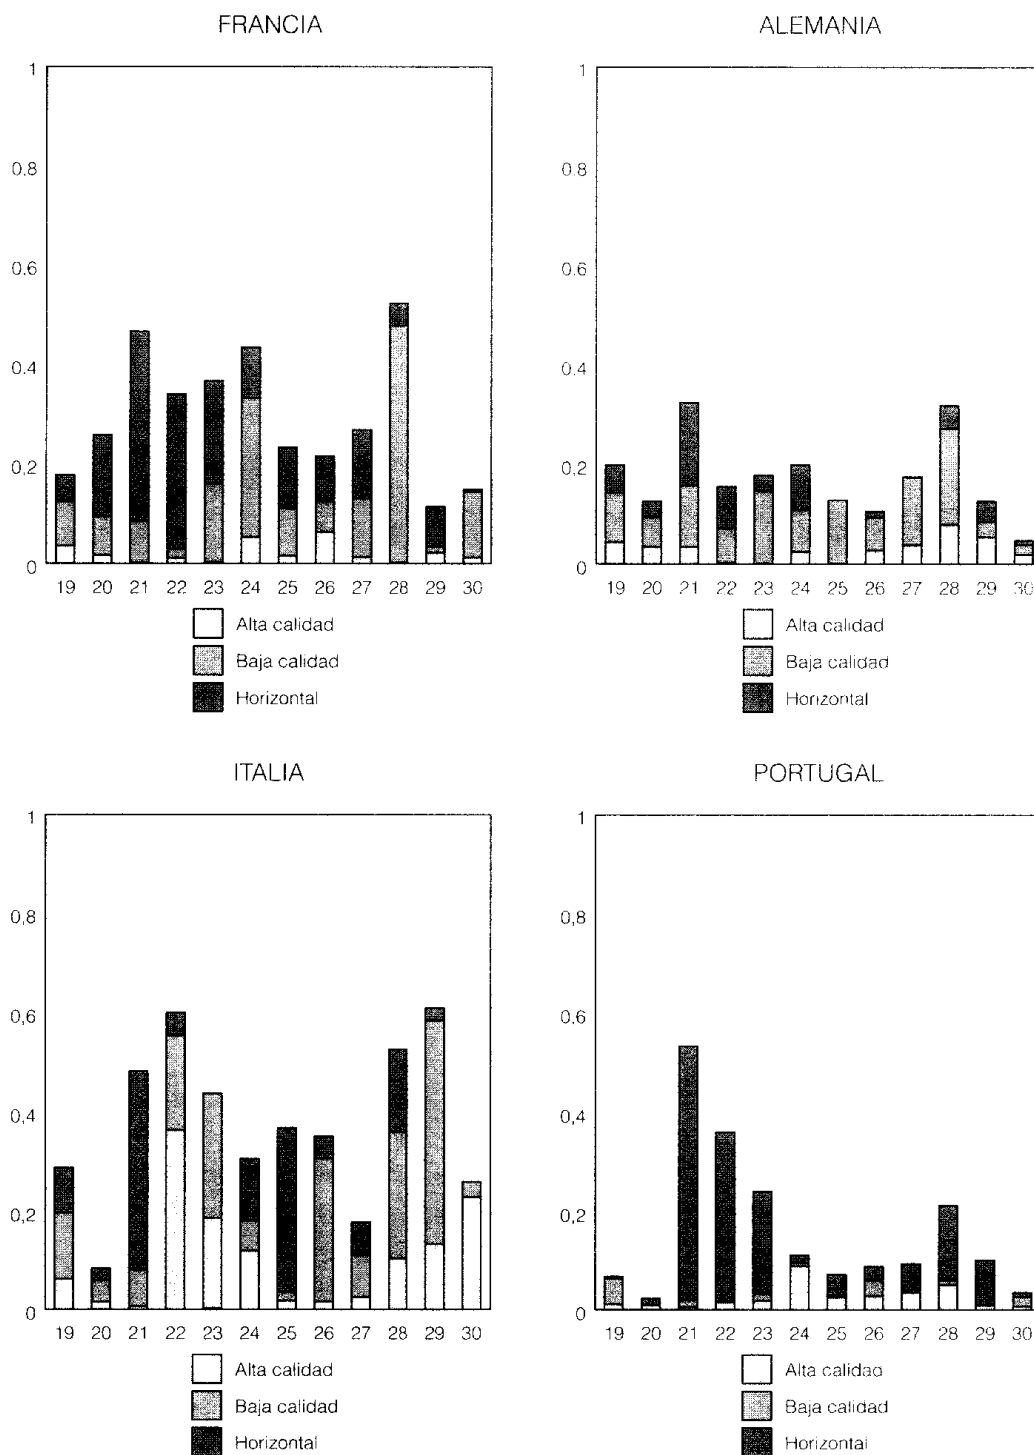 FRANCIA
1
0.8
0.6
0.4
0.2
0
19 20 21 22 23 24 25 26 27 28 29 30
Alta calidad
Baja calidad
Horizontal
ALEMANIA
1
0.8
0.6
0.4
0.2
0
19 20 21 22 23 24 25 26 27 28 29 30
Alta calidad
Baja calidad
Horizontal
ITALIA
1
0,8
0,6
0,4
0,2
0
19 20 21 22 23 24 25 26 27 28 29 30
Alta calidad
Baja calidad
Horizontal
PORTUGAL
1
0,8
0,6
0,4
0,2
0
19 20 21 22 23 24 25 26 27 28 29 30
Alta calidad
Baja calidad
Horizontal